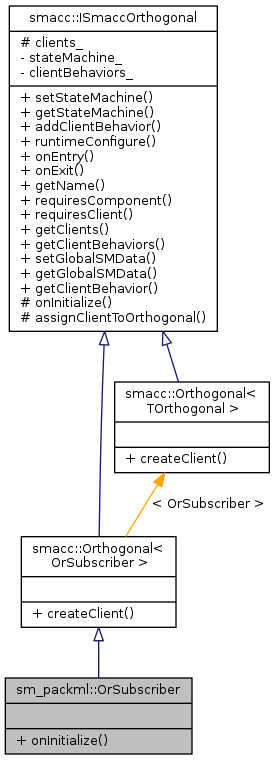 smacc::ISmaccOrthogonal
# clients_
- stateMachine_
- clientBehaviors_
+ setStateMachine()
+ getStateMachine()
+ addClientBehavior()
+ runtimeConfigure()
+ onEntry()
+ onExit()
+ getName()
+ requiresComponent()
+ requiresClient()
+ getClients()
+ getClientBehaviors()
+ setGlobalSMData()
+ getGlobalSMData()
+ getClientBehavior()
# onInitialize()
# assignClientToOrthogonal()
smacc::Orthogonal<
TOrthogonal >
+ createClient()
< OrSubscriber >
smacc::Orthogonal<
OrSubscriber >
+ createClient()
sm_packml::OrSubscriber
+ onInitialize()